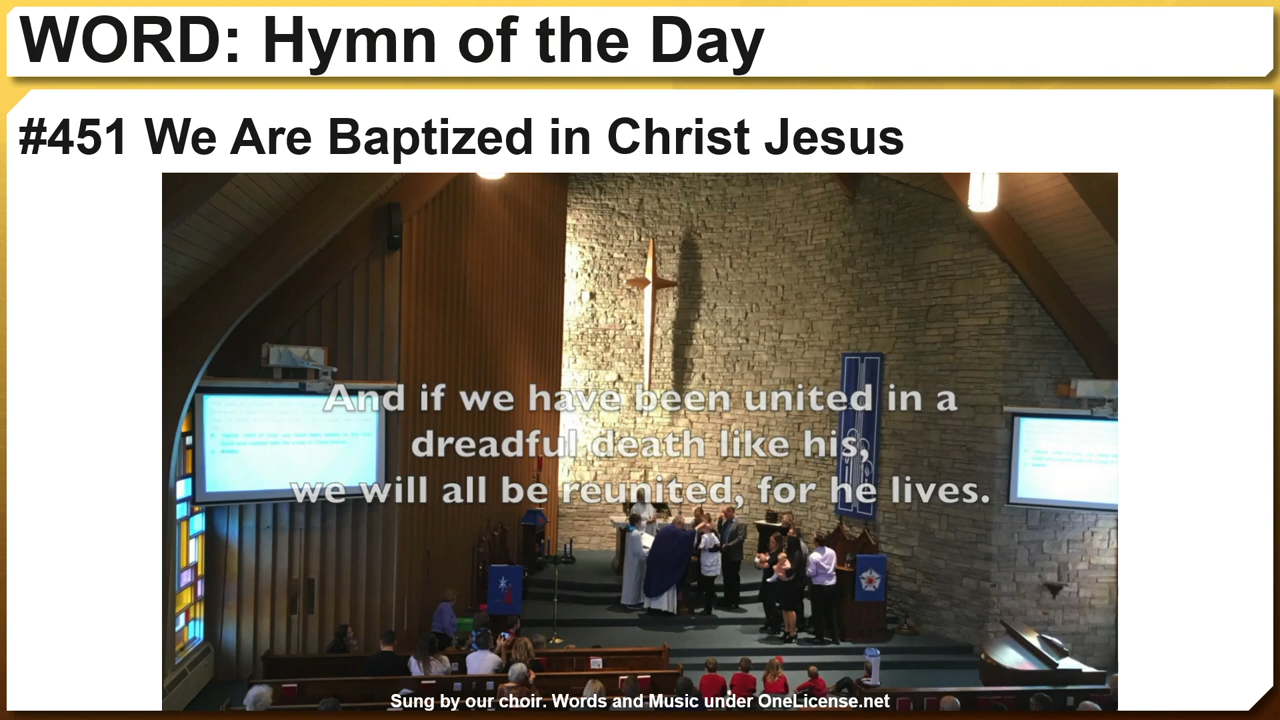 WORD: Hymn of the Day
#451 We Are Baptized in Christ Jesus
And if we have been united in a
dreadful death like his,
we will all be reunited, for he lives.
Sung by our choir. Words and Music under OneLicense.net